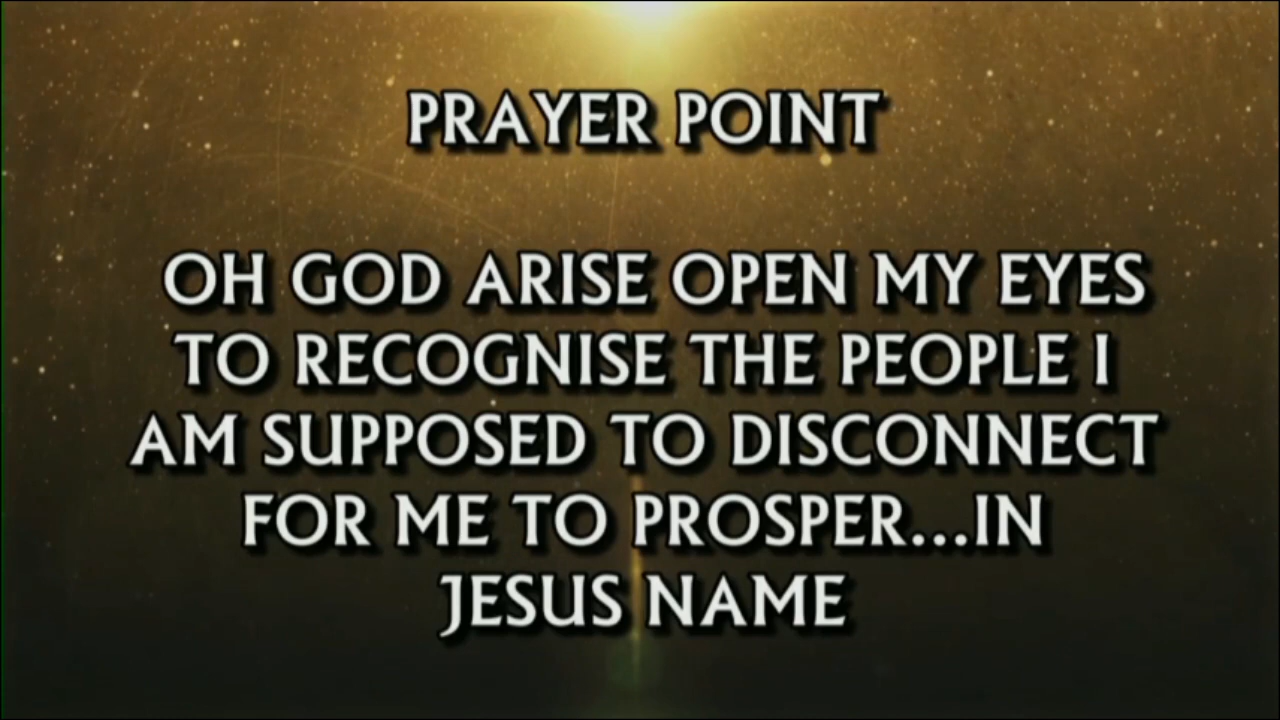 PRAYER POINT
OH GOD ARISE OPEN MY EYES
TO RECOGNISE THE PEOPLE I
AM SUPPOSED TO DISCONNECT
FOR ME TO PROSPER...IN
JESUS NAME